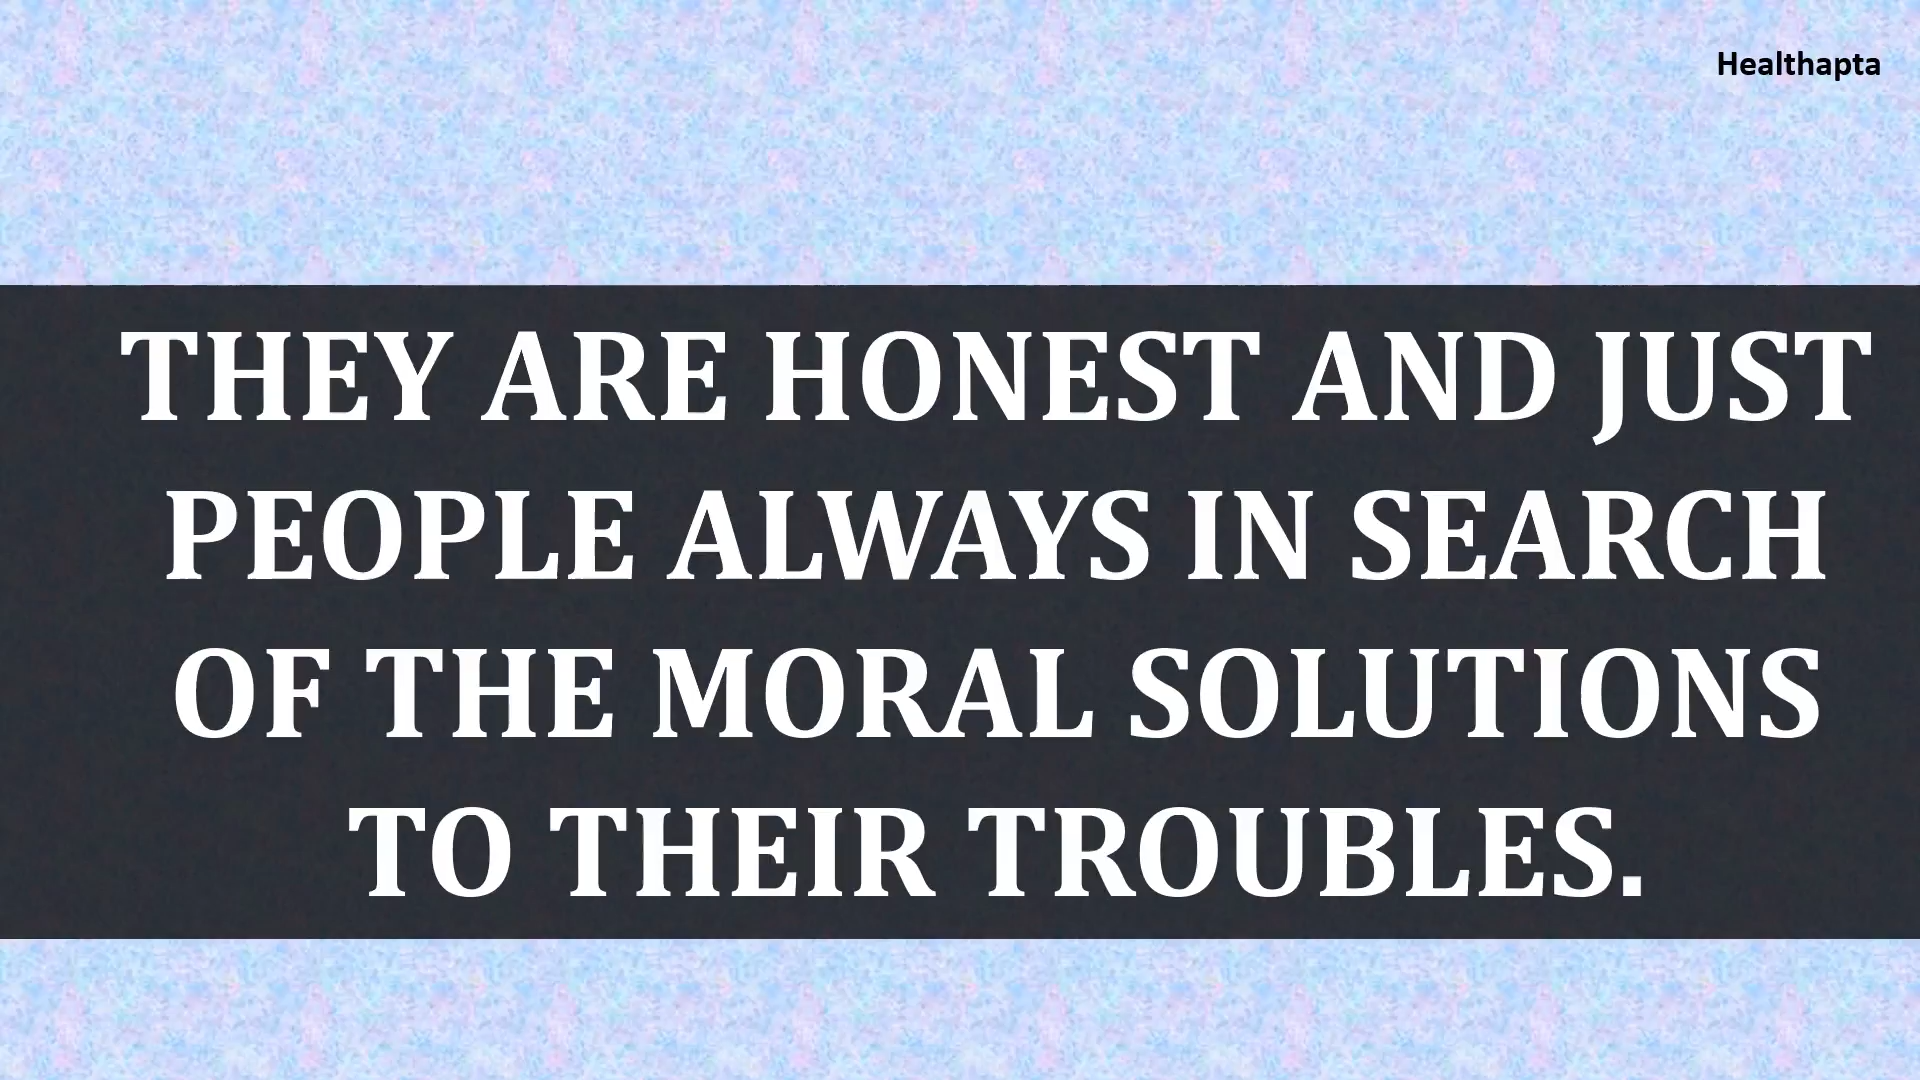 Healthapta
THEY ARE HONEST AND JUST
PEOPLE ALWAYS IN SEARCH
OF THE MORAL SOLUTIONS
TO THEIR TROUBLES.